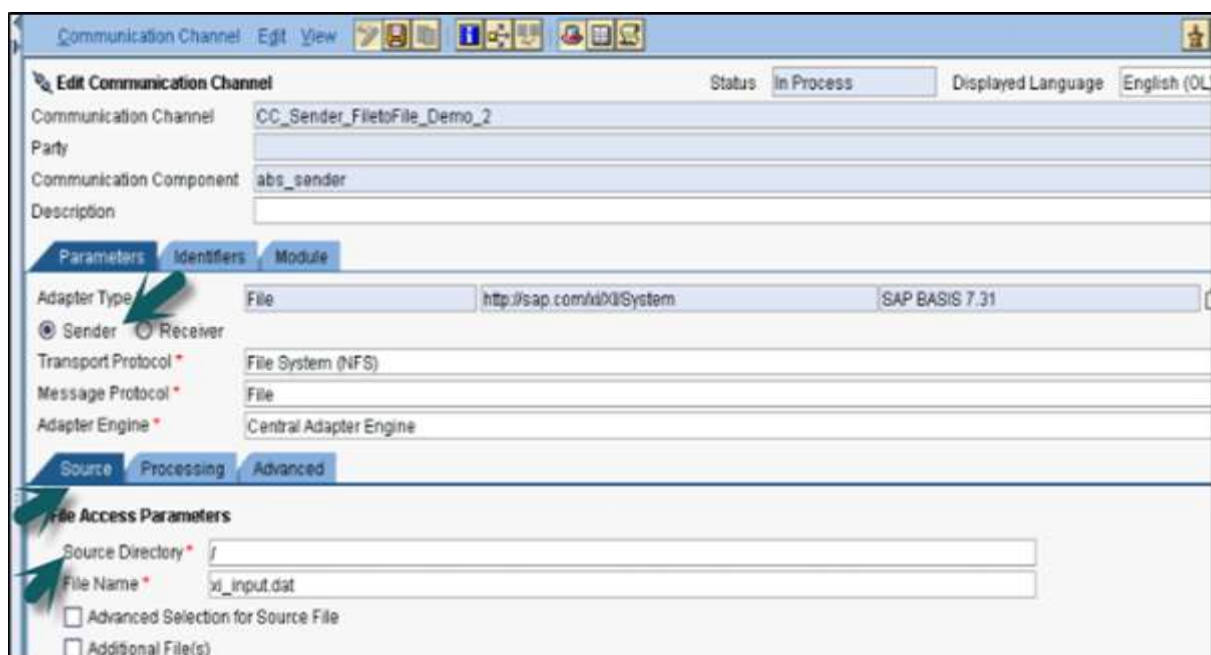 Communication Channel Edit View
Edit Communication Channel Status In Process Displayed Language English (OL)
Communication Channel CC_Sender_FiletoFile_Demo_2
Party
Communication Component abs_sender
Description
Parameters Identifiers Module
Adapter Type File http://sap.com/xi/XI/System SAP BASIS 7.31
Sender Receiver
Transport Protocol * File System (NFS)
Message Protocol * File
Adapter Engine * Central Adapter Engine
Source Processing Advanced
File Access Parameters
Source Directory * /
File Name * xi_input.dat
Advanced Selection for Source File
Additional File(s)